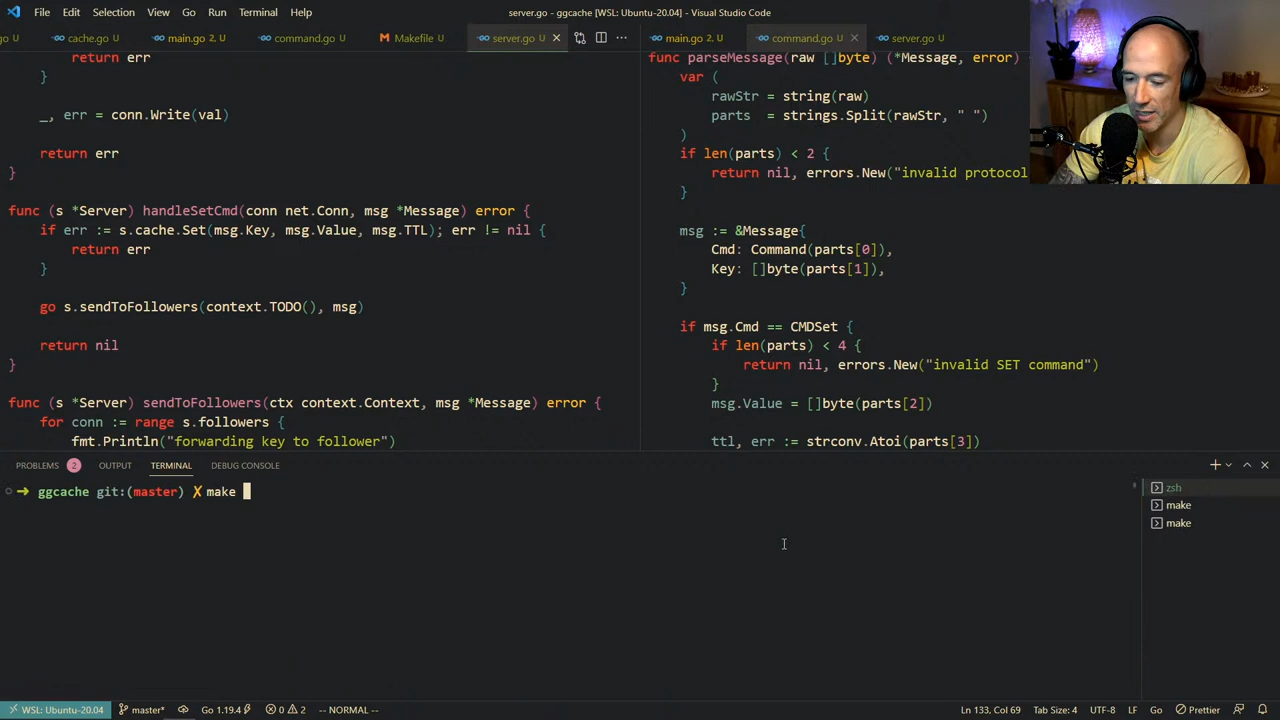 File Edit Selection View Go Run Terminal Help
server.go - ggcache [WSL: Ubuntu-20.04] - Visual Studio Code
go U cache.go U main.go 2, U command.go U Makefile U server.go U
return err
}
_, err = conn.Write(val)
return err
}
func (s *Server) handleSetCmd(conn net.Conn, msg *Message) error {
if err := s.cache.Set(msg.Key, msg.Value, msg.TTL); err != nil {
return err
}
go s.sendToFollowers(context.TODO(), msg)
return nil
}
func (s *Server) sendToFollowers(ctx context.Context, msg *Message) error {
for conn := range s.followers {
fmt.Println("forwarding key to follower")
main.go 2, U command.go U server.go U
func parseMessage(raw []byte) (*Message, error)
var (
rawStr = string(raw)
parts = strings.Split(rawStr, " ")
)
if len(parts) < 2 {
return nil, errors.New("invalid protocol
}
msg := &Message{
Cmd: Command(parts[0]),
Key: []byte(parts[1]),
}
if msg.Cmd == CMDSet {
if len(parts) < 4 {
return nil, errors.New("invalid SET command")
}
msg.Value = []byte(parts[2])
ttl, err := strconv.Atoi(parts[3])
PROBLEMS 2 OUTPUT TERMINAL DEBUG CONSOLE
ggcache git:(master) ✗ make
zsh
make
make
WSL: Ubuntu-20.04 master* Go 1.19.4 0 2 -- NORMAL -- Ln 133, Col 69 Tab Size: 4 UTF-8 LF Go Prettier